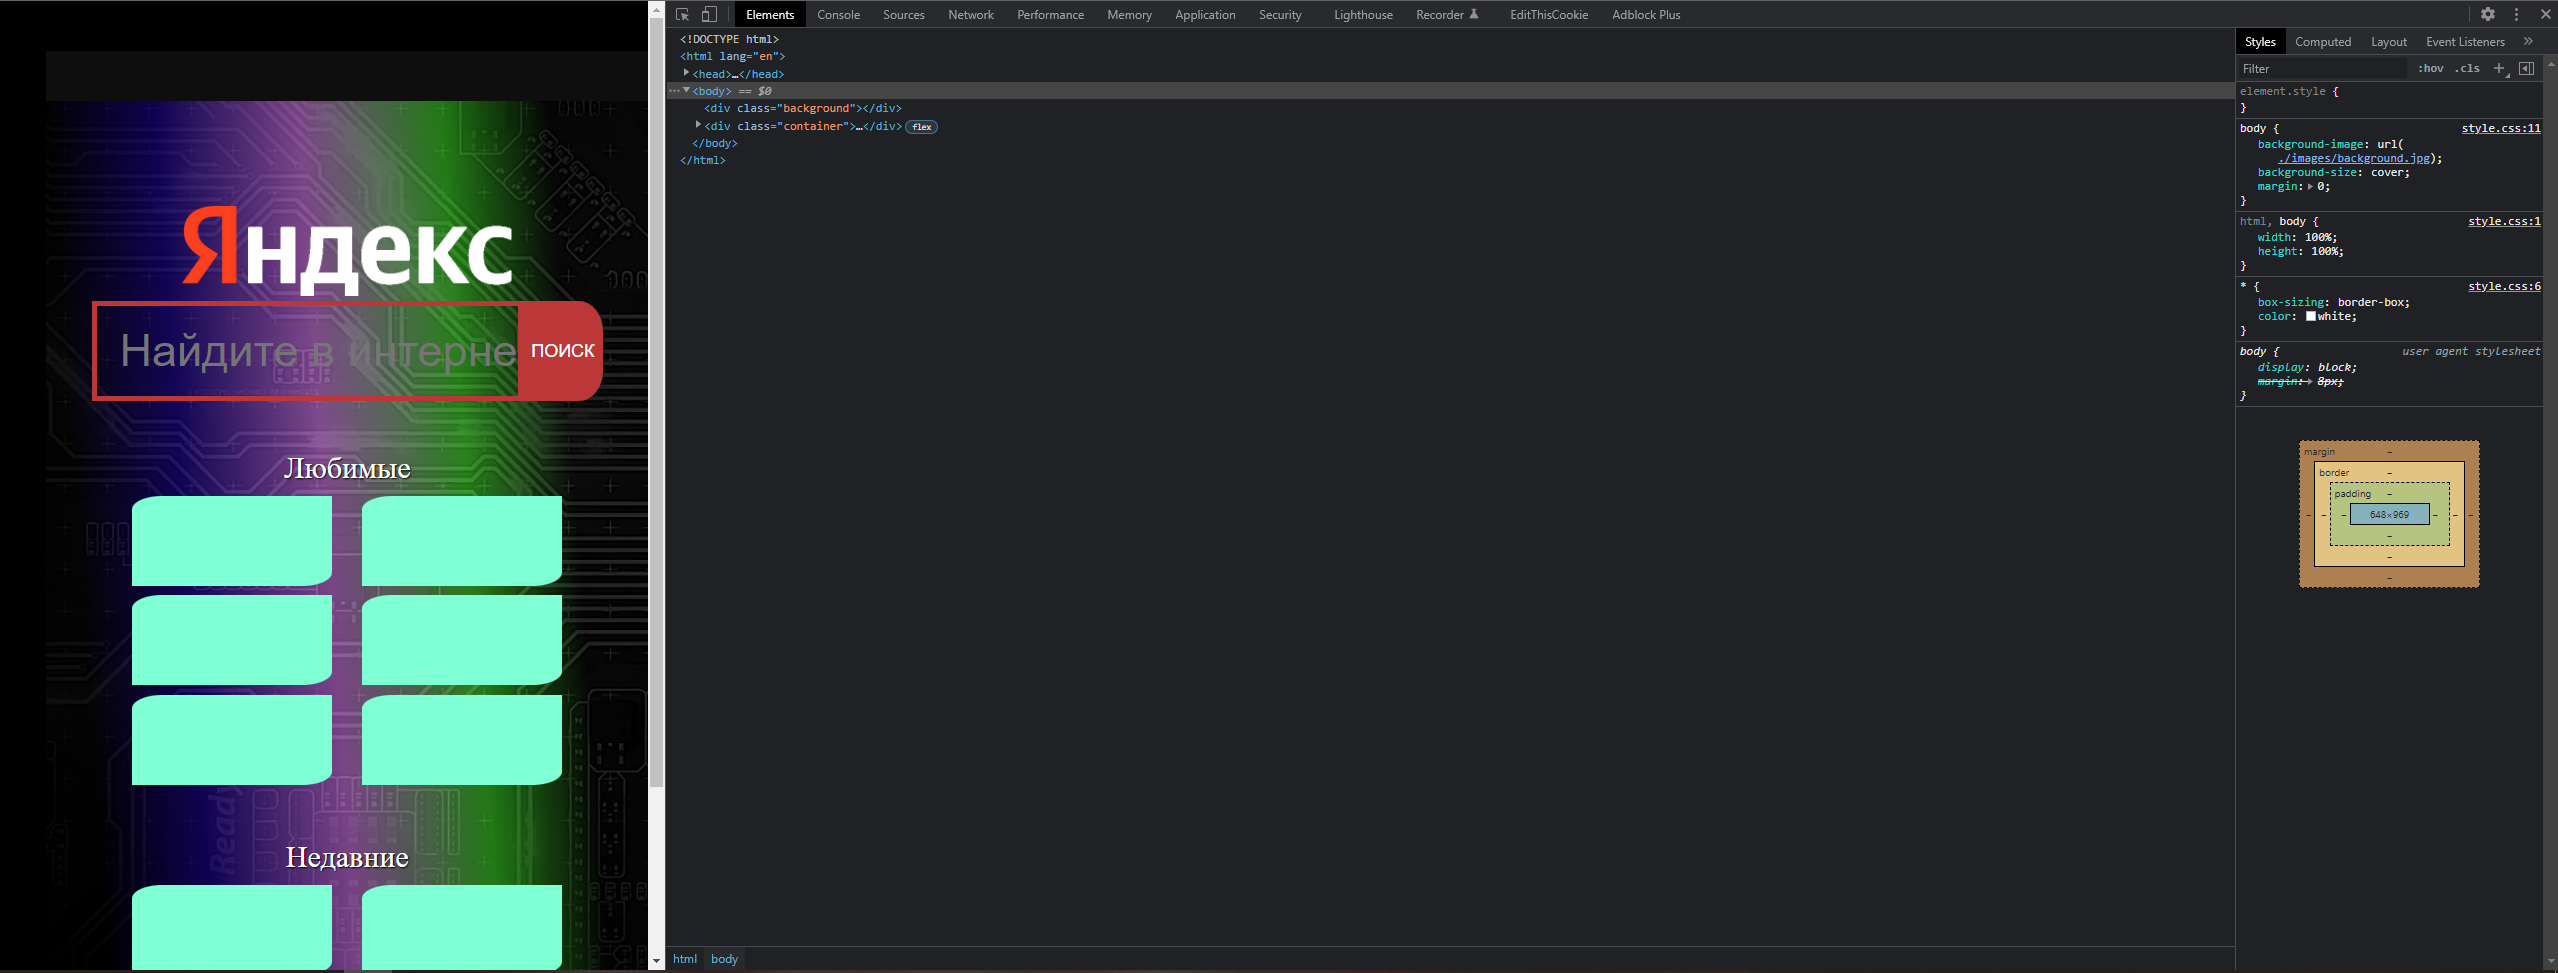 Яндекс
Найдите в интерне
ПОИСК
Любимые
Ready
Недавние
Elements Console Sources Network Performance Memory Application Security Lighthouse Recorder EditThisCookie Adblock Plus
<!DOCTYPE html>
<html lang="en">
<head>…</head>
<body> == $0
<div class="background"></div>
<div class="container">…</div> flex
</body>
</html>
html body
Styles Computed Layout Event Listeners
Filter :hov .cls
element.style {
}
body { style.css:11
background-image: url(
./images/background.jpg);
background-size: cover;
margin: 0;
}
html, body { style.css:1
width: 100%;
height: 100%;
}
* { style.css:6
box-sizing: border-box;
color: white;
}
body { user agent stylesheet
display: block;
margin: 8px;
}
margin –
border –
padding –
– – – 648×969 – – –
–
–
–